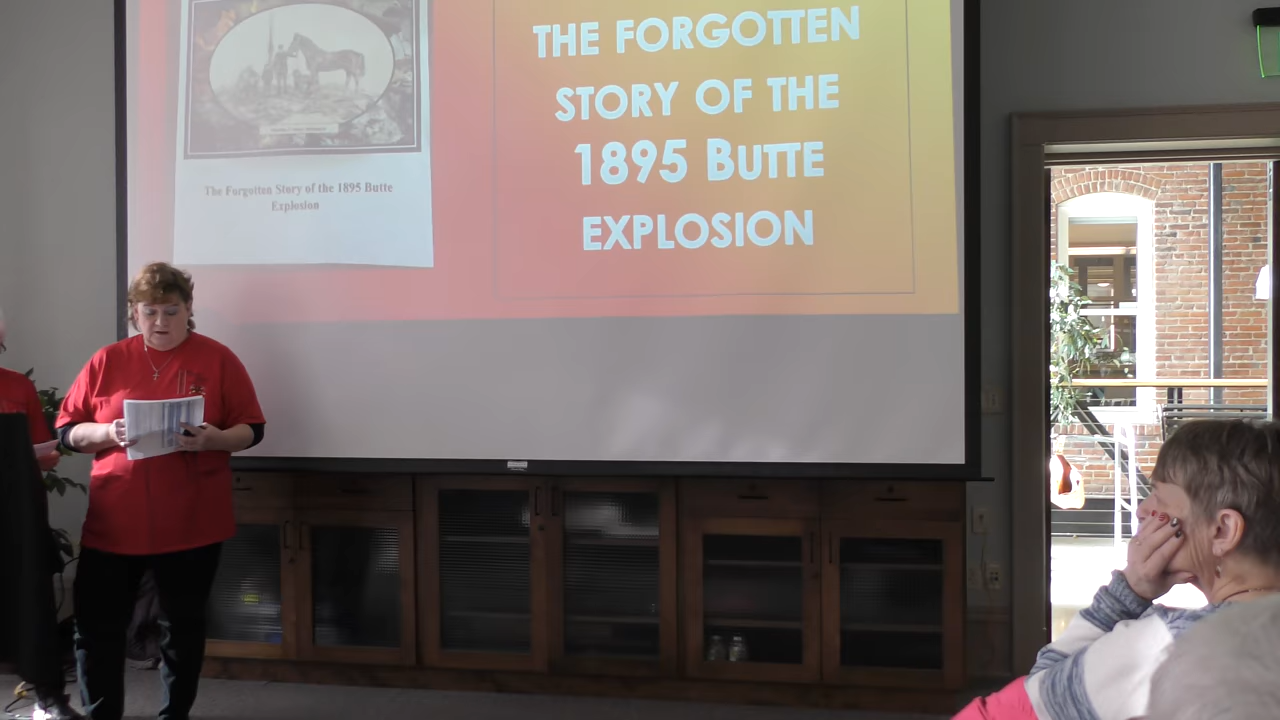 The Forgotten Story of the 1895 Butte
Explosion
THE FORGOTTEN
STORY OF THE
1895 BUTTE
EXPLOSION